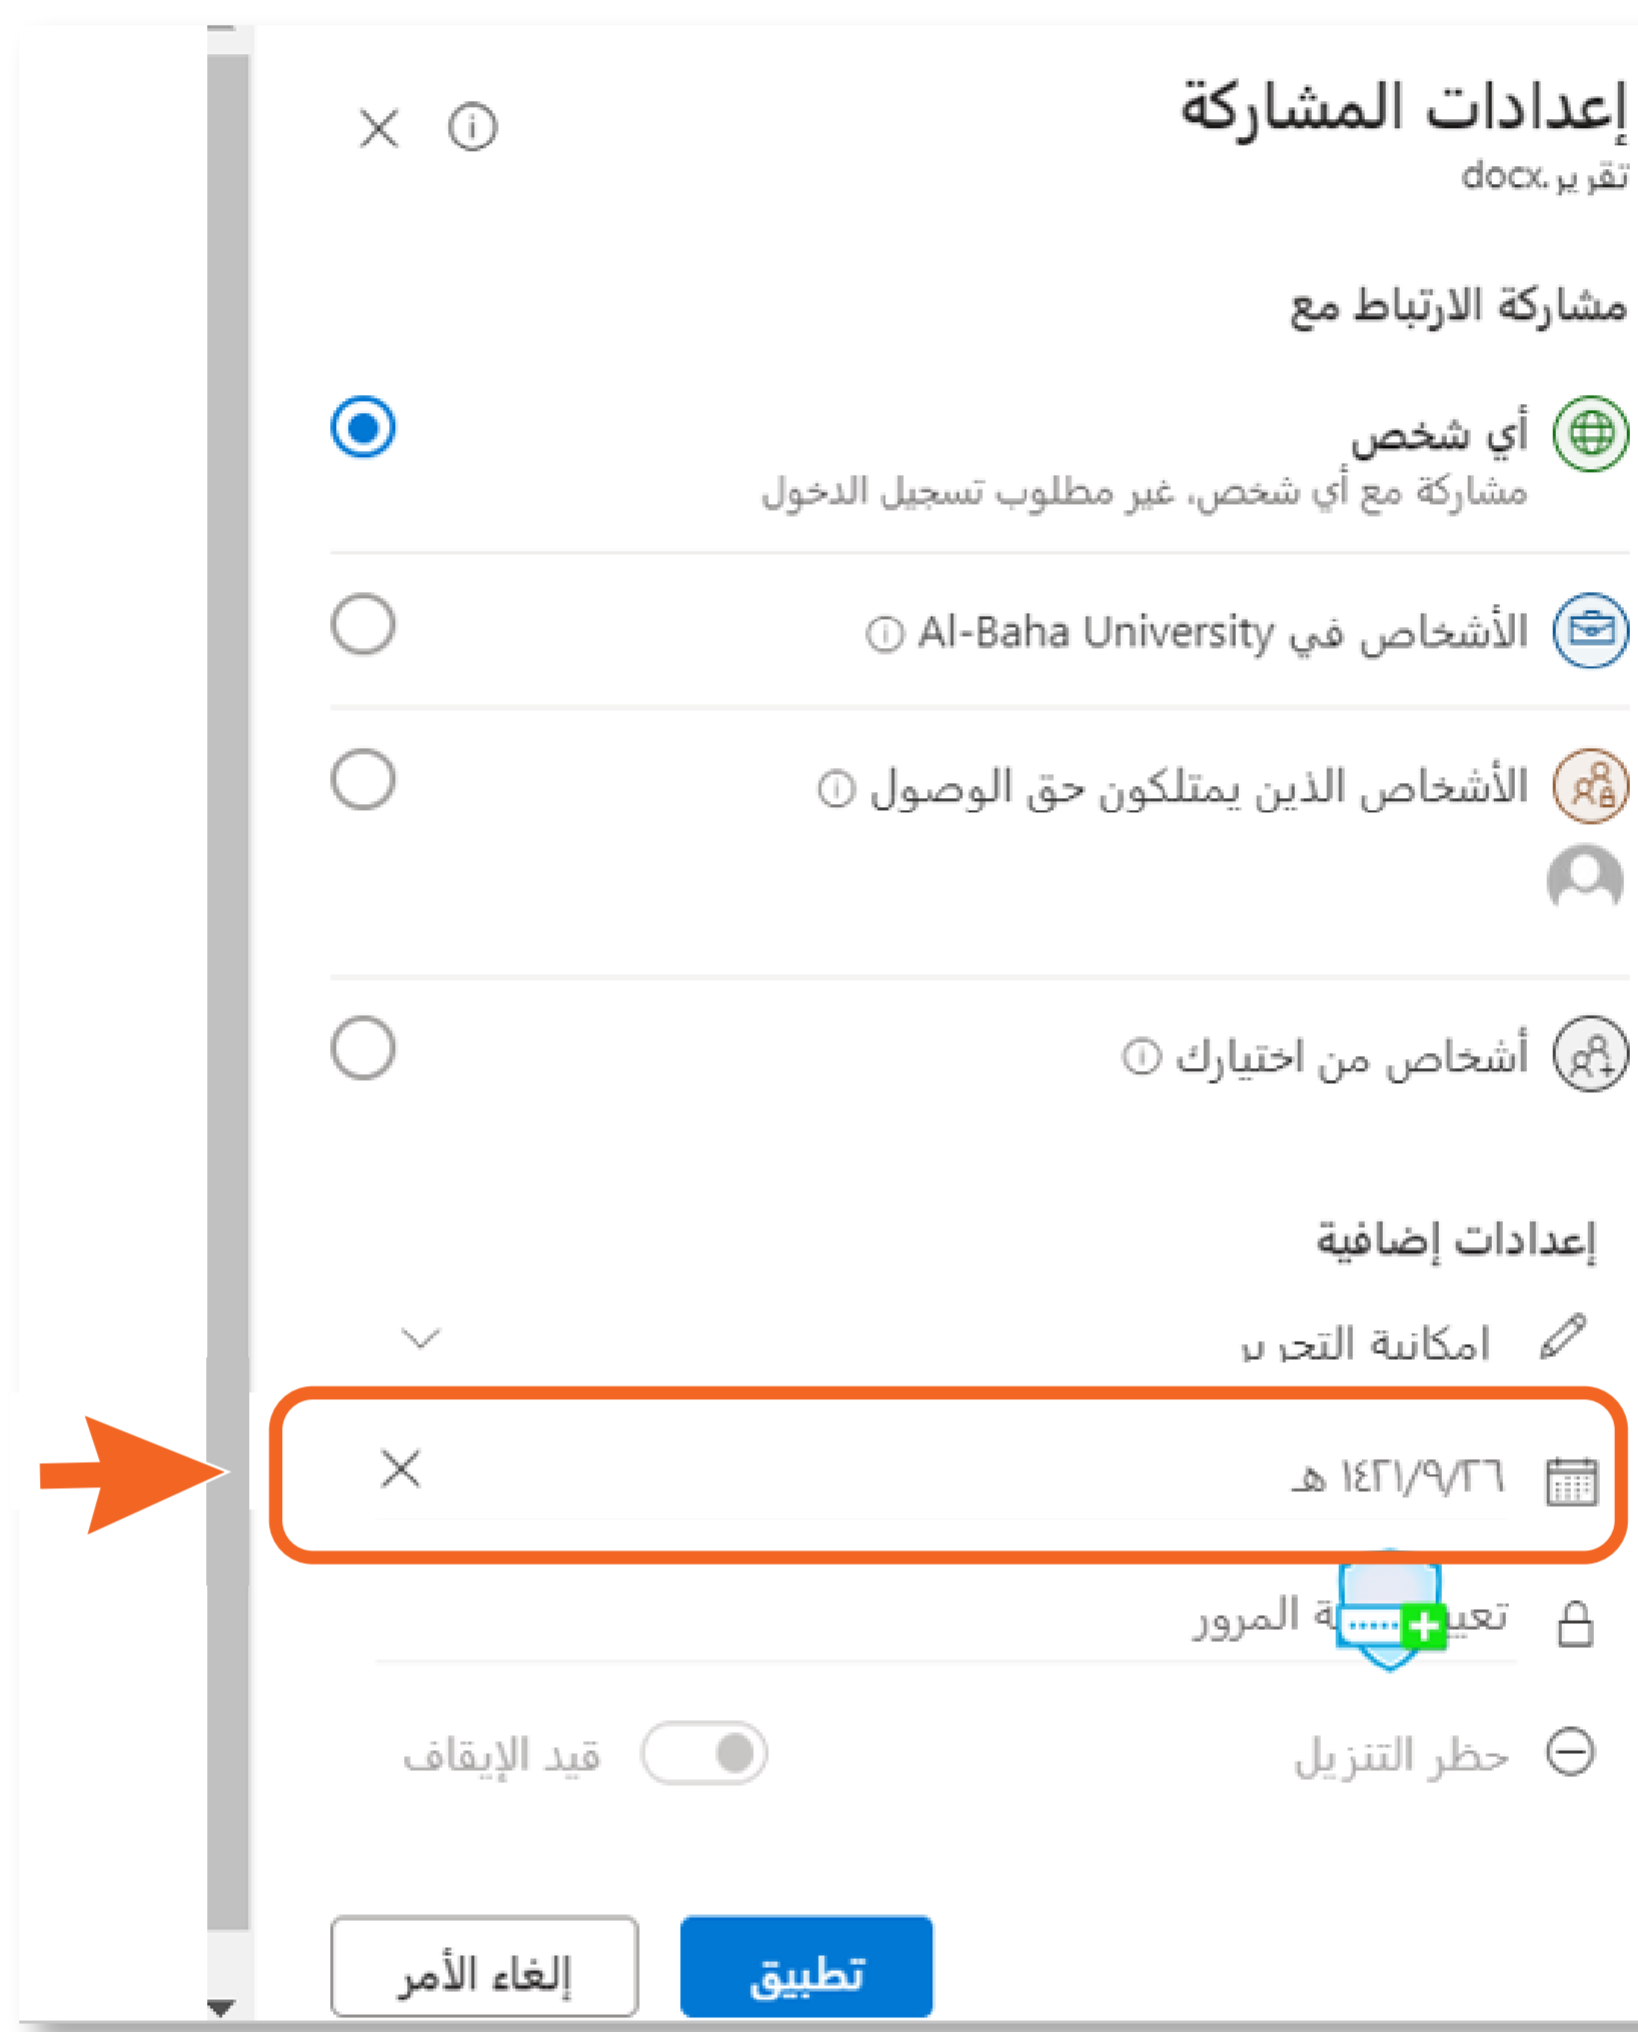 إعدادات المشاركة
تقرير.docx
مشاركة الارتباط مع
أي شخص
مشاركة مع أي شخص، غير مطلوب تسجيل الدخول
الأشخاص في Al-Baha University
الأشخاص الذين يمتلكون حق الوصول
أشخاص من اختيارك
إعدادات إضافية
إمكانية التحرير
١٤٢١/٩/٢٦ هـ
المرور
حظر التنزيل
قيد الإيقاف
تطبيق
إلغاء الأمر